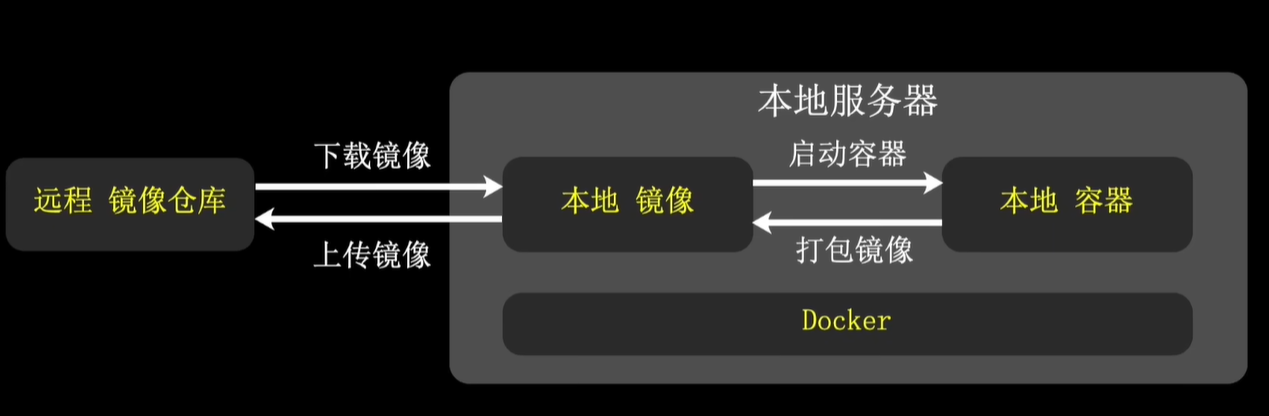 本地服务器
下载镜像
启动容器
远程 镜像仓库
本地 镜像
本地 容器
上传镜像
打包镜像
Docker